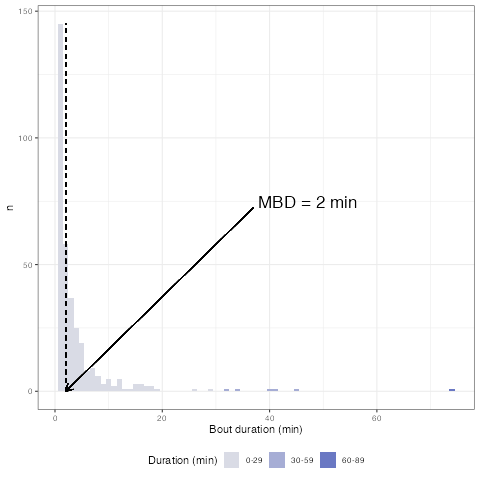 150
100
50
0
n
MBD = 2 min
0 20 40 60
Bout duration (min)
Duration (min) 0-29 30-59 60-89